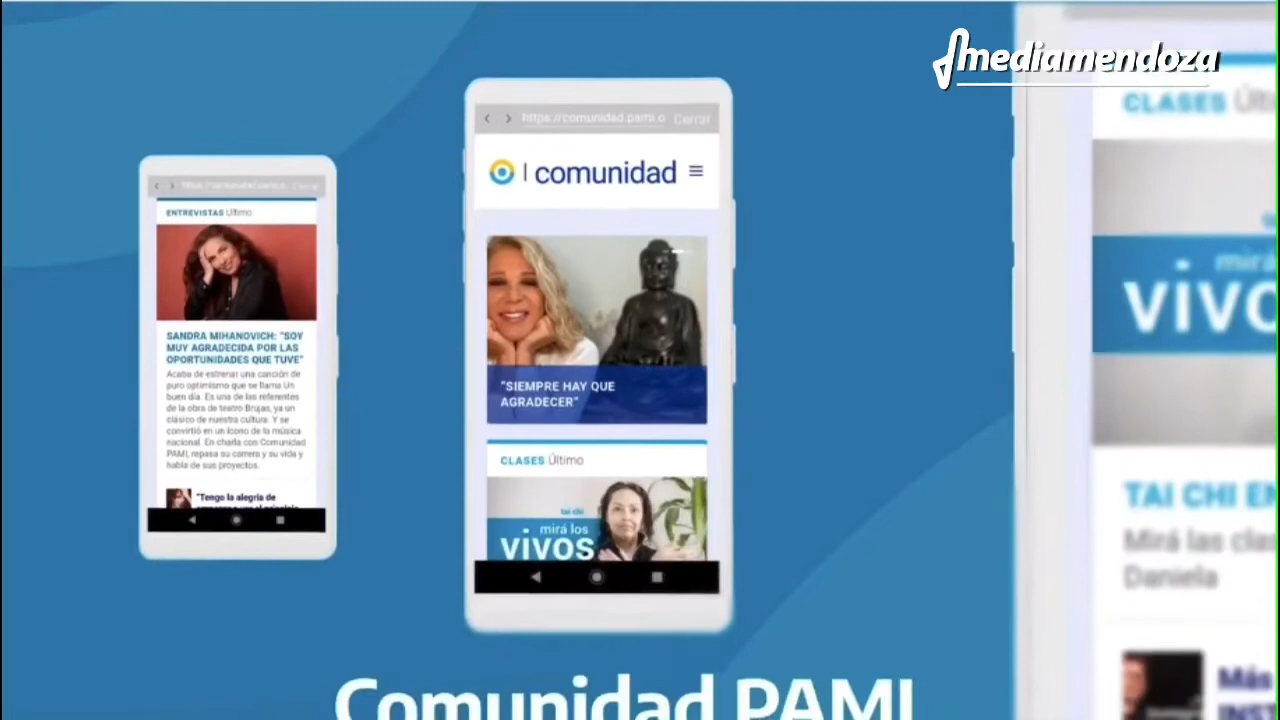 mediamendoza
ENTREVISTAS Último
SANDRA MIHANOVICH: "SOY
MUY AGRADECIDA POR LAS
OPORTUNIDADES QUE TUVE"
Acaba de estrenar una canción de
puro optimismo que se llama Un
buen día. Es una de las referentes
de la obra de teatro Brujas, ya un
clásico de nuestra cultura. Y se
convirtió en un ícono de la música
nacional. En charla con Comunidad
PAMI, repasa su carrera y su vida y
habla de sus proyectos.
"Tengo la alegría de
https://comunidad.pami.o Cerrar
comunidad
"SIEMPRE HAY QUE
AGRADECER"
CLASES Último
tai chi
mirá los
VIVOS
CLASES Últi
mirá
VIVO
TAI CHI EN
Mirá las clas
Daniela
Más
INST
Comunidad PAMI